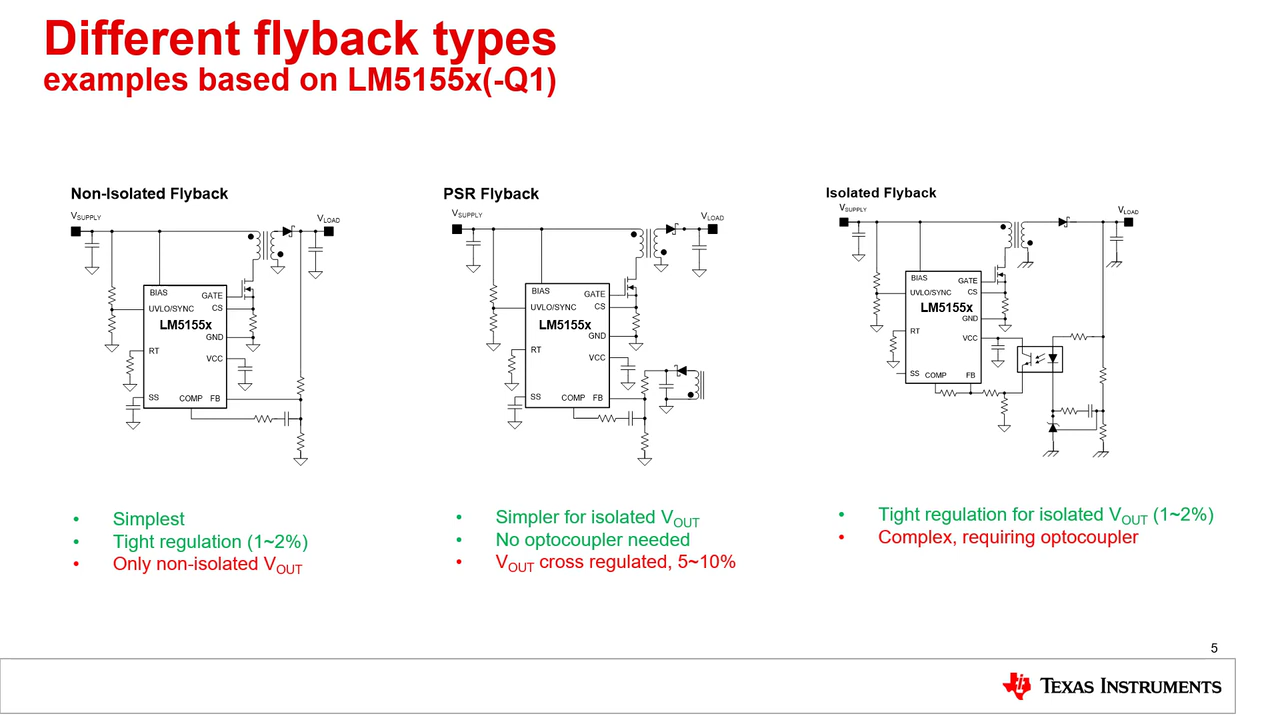 Different flyback types
examples based on LM5155x(-Q1)
Non-Isolated Flyback
VSUPPLY
VLOAD
BIAS
GATE
UVLO/SYNC
CS
LM5155x
GND
RT
VCC
SS
COMP
FB
• Simplest
• Tight regulation (1~2%)
• Only non-isolated VOUT
PSR Flyback
VSUPPLY
VLOAD
BIAS
GATE
UVLO/SYNC
CS
LM5155x
GND
RT
VCC
SS
COMP
FB
• Simpler for isolated VOUT
• No optocoupler needed
• VOUT cross regulated, 5~10%
Isolated Flyback
VSUPPLY
VLOAD
BIAS
GATE
UVLO/SYNC
CS
LM5155x
GND
RT
VCC
SS
COMP
FB
• Tight regulation for isolated VOUT (1~2%)
• Complex, requiring optocoupler
5
TEXAS INSTRUMENTS